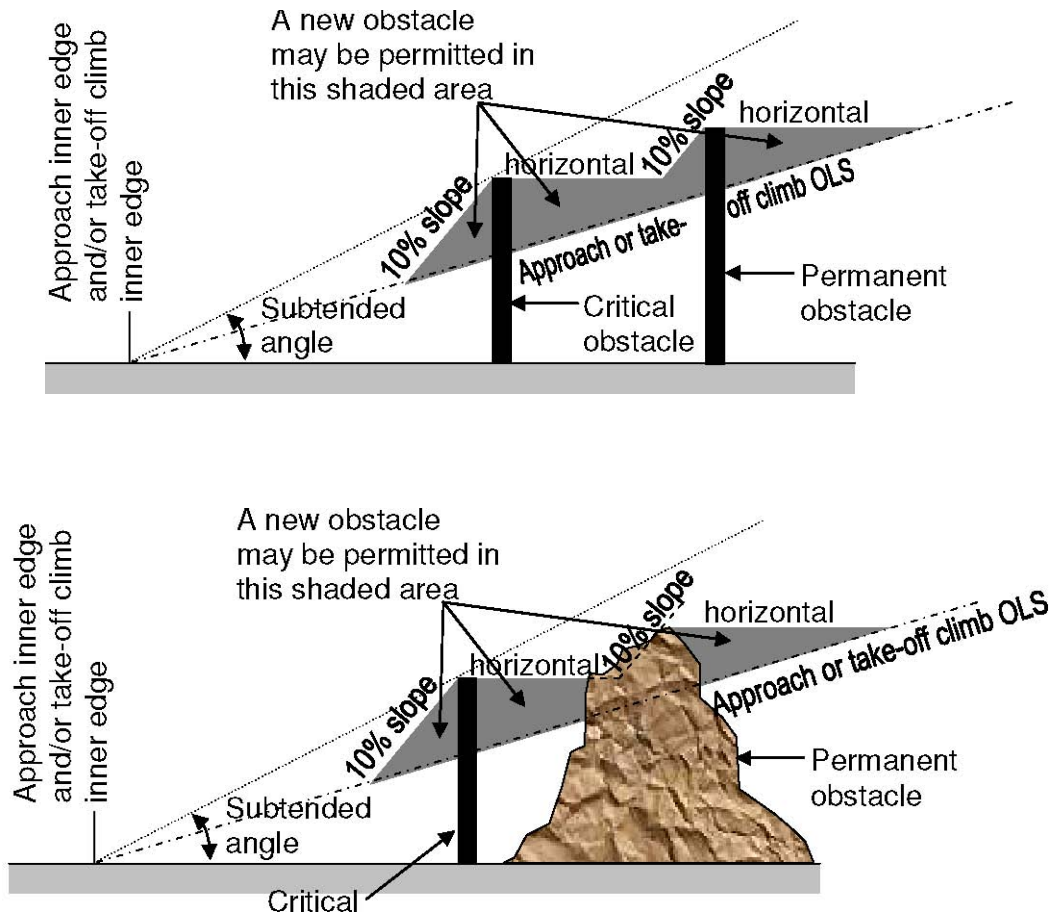 A new obstacle
may be permitted in
this shaded area
Approach inner edge
and/or take-off climb
inner edge
10% slope
horizontal
10% slope
horizontal
Approach or take-
off climb OLS
Subtended
angle
Critical
obstacle
Permanent
obstacle
A new obstacle
may be permitted in
this shaded area
Approach inner edge
and/or take-off climb
inner edge
10% slope
horizontal
10% slope
horizontal
Approach or take-off climb OLS
Subtended
angle
Permanent
obstacle
Critical